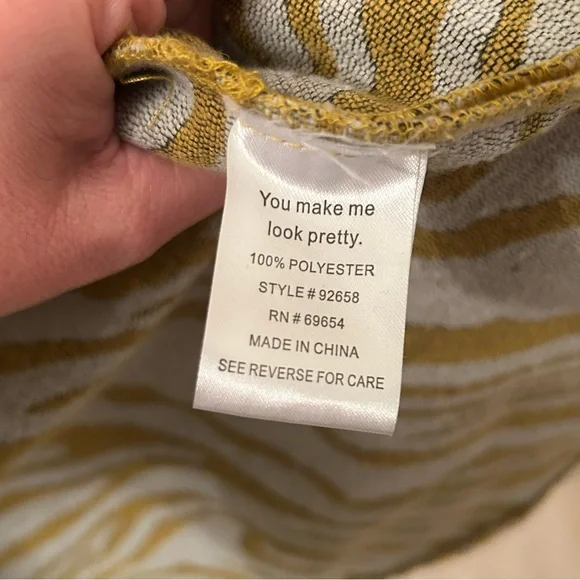 You make me
look pretty.
100% POLYESTER
STYLE # 92658
RN # 69654
MADE IN CHINA
SEE REVERSE FOR CARE